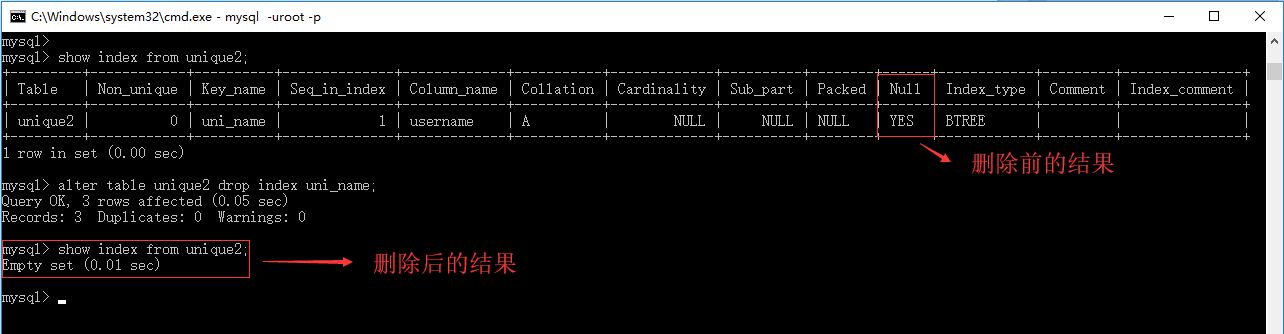 C:\Windows\system32\cmd.exe - mysql  -uroot -p
mysql>
mysql> show index from unique2;
+---------+------------+----------+--------------+-------------+-----------+-------------+----------+--------+------+------------+---------+---------------+
| Table   | Non_unique | Key_name | Seq_in_index | Column_name | Collation | Cardinality | Sub_part | Packed | Null | Index_type | Comment | Index_comment |
+---------+------------+----------+--------------+-------------+-----------+-------------+----------+--------+------+------------+---------+---------------+
| unique2 |          0 | uni_name |            1 | username    | A         |        NULL |     NULL | NULL   | YES  | BTREE      |         |               |
+---------+------------+----------+--------------+-------------+-----------+-------------+----------+--------+------+------------+---------+---------------+
1 row in set (0.00 sec)
删除前的结果
mysql> alter table unique2 drop index uni_name;
Query OK, 3 rows affected (0.05 sec)
Records: 3  Duplicates: 0  Warnings: 0
mysql> show index from unique2;
Empty set (0.01 sec)
删除后的结果
mysql>